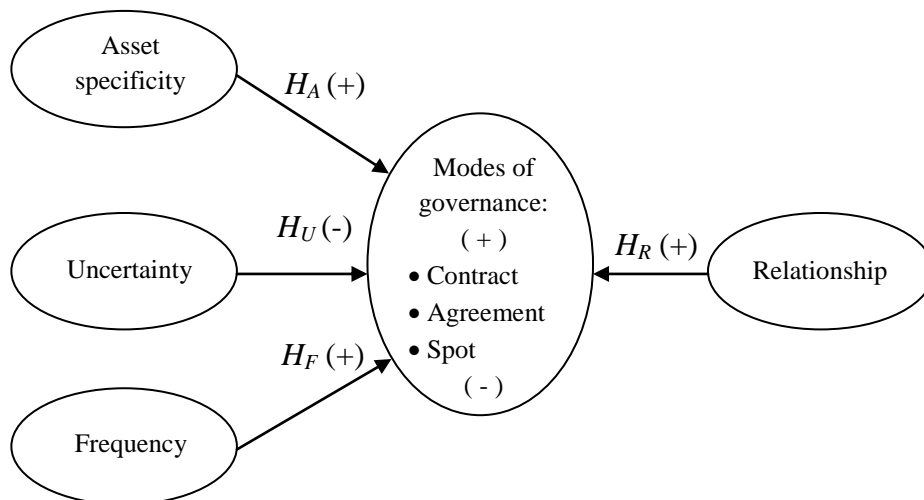 Asset
specificity
H_A (+)
Modes of
governance:
( + )
• Contract
• Agreement
• Spot
( - )
H_U (-)
Uncertainty
H_R (+)
Relationship
H_F (+)
Frequency